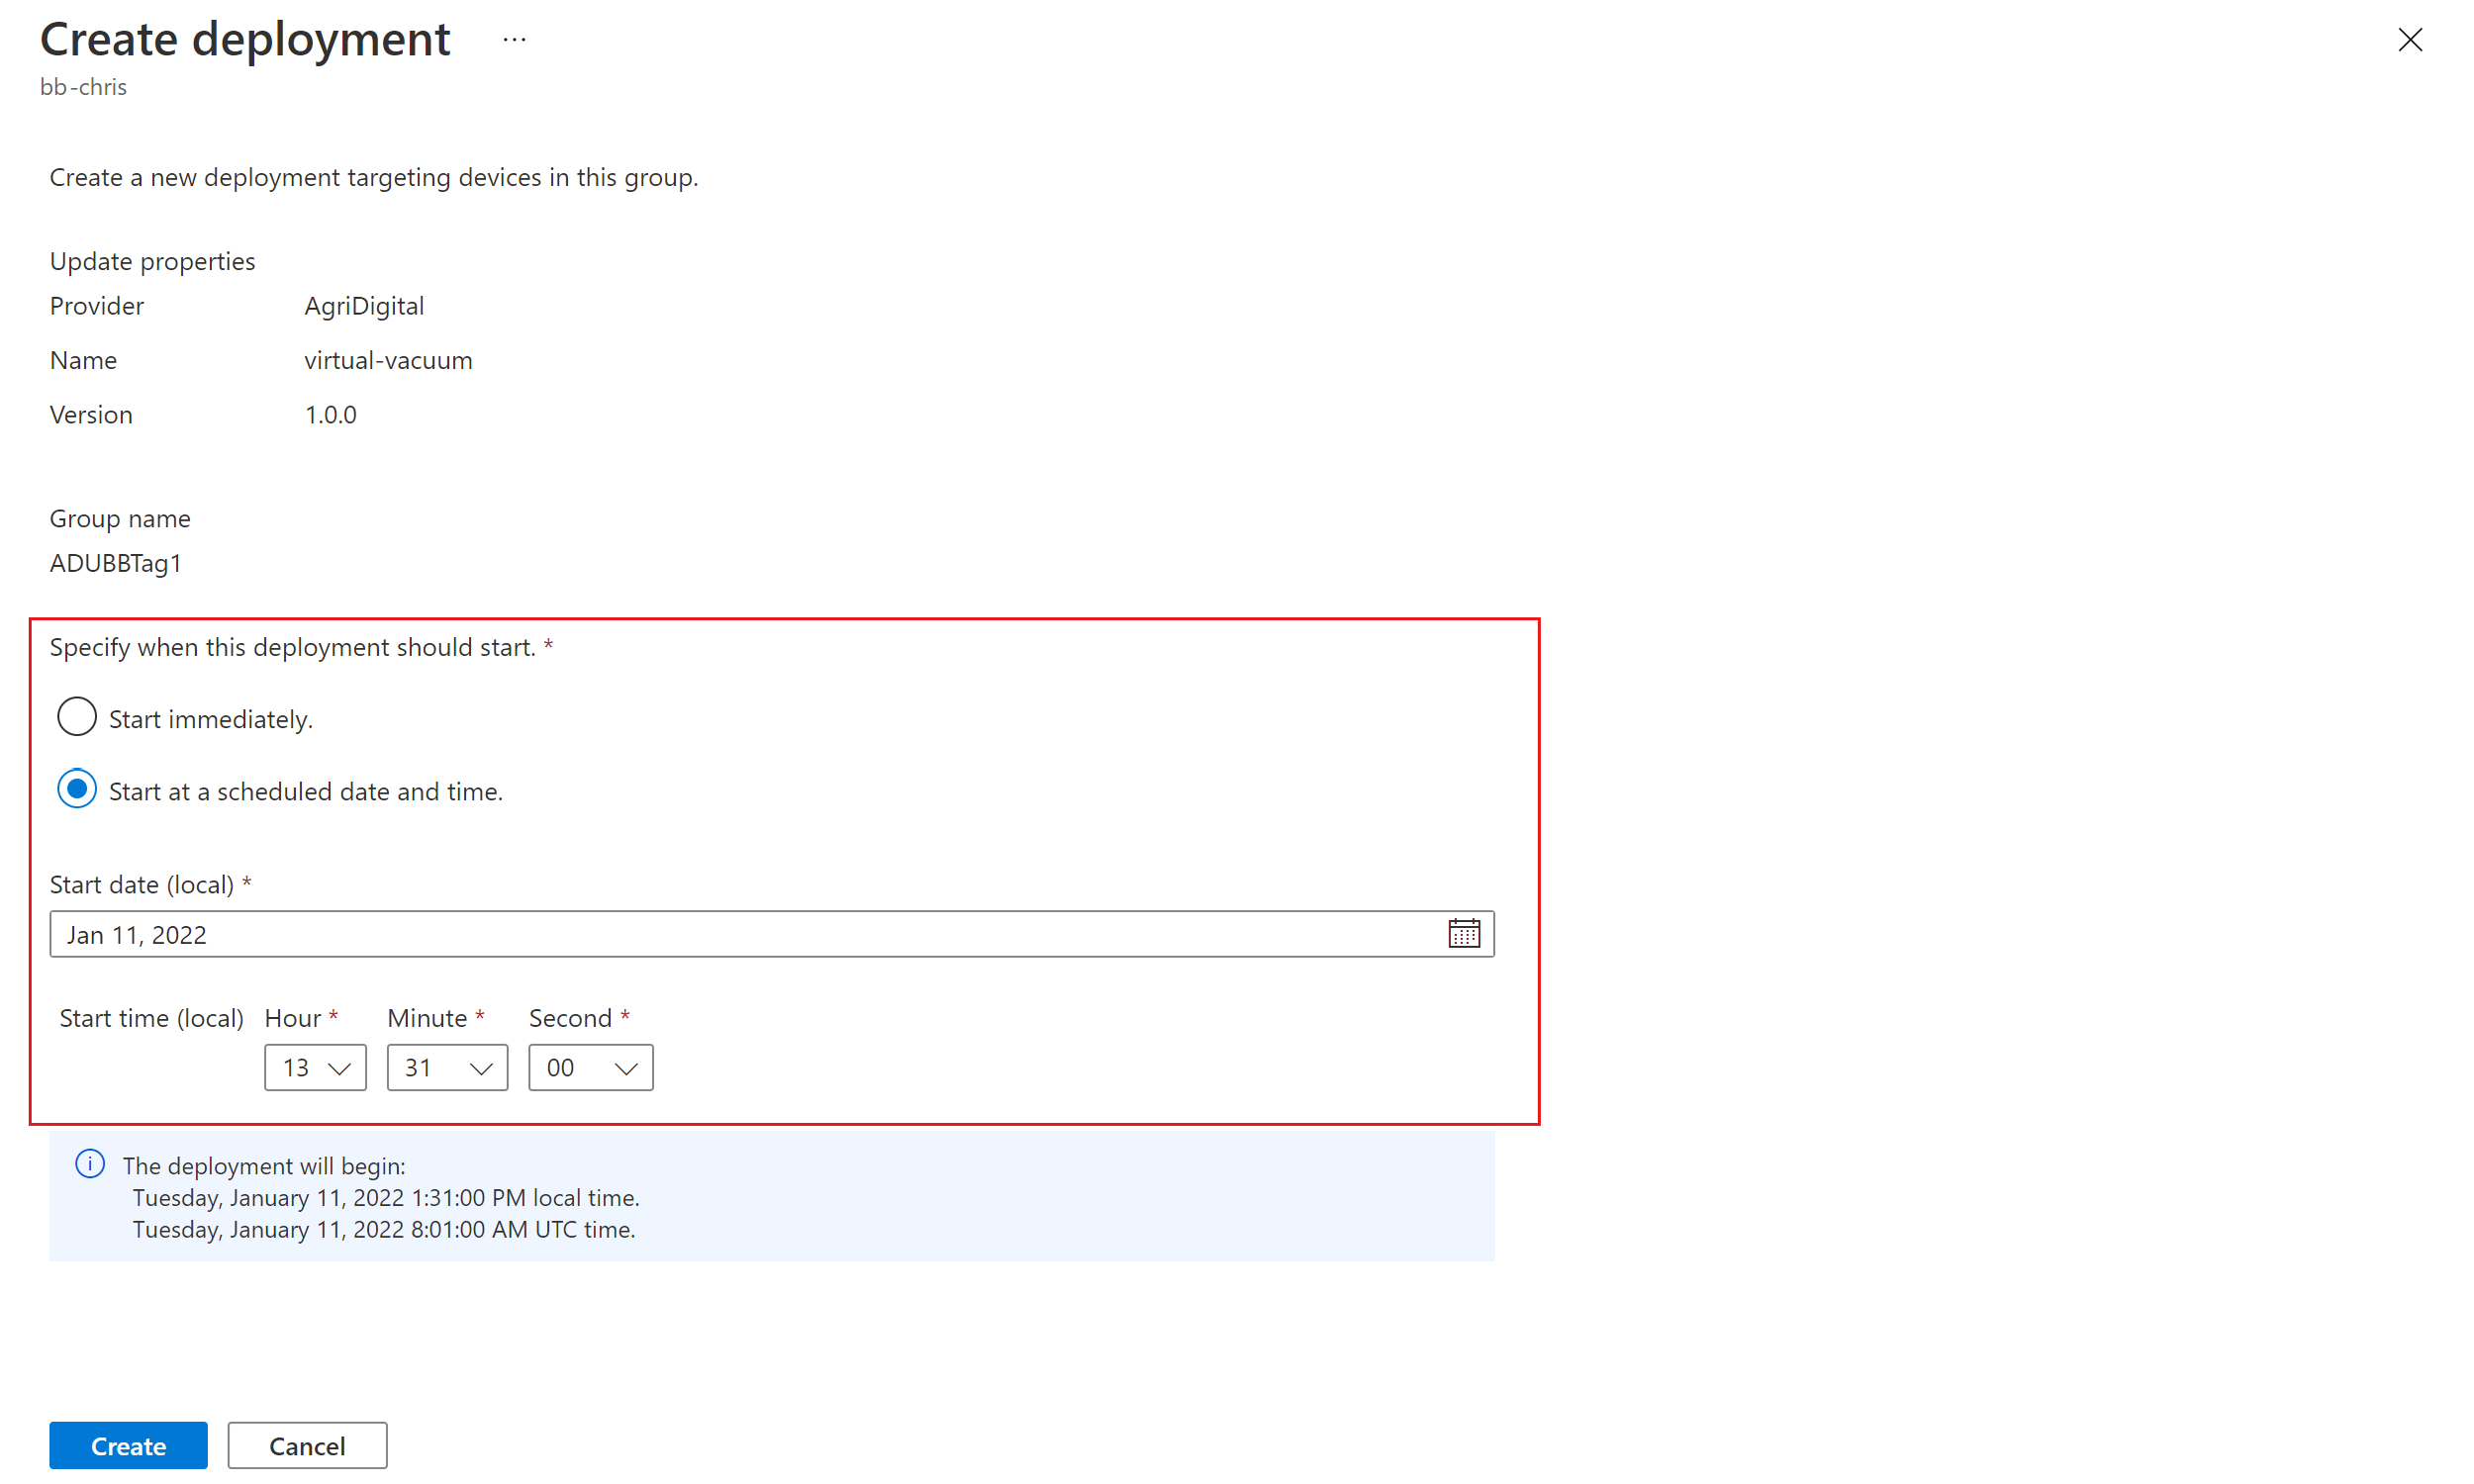 Create deployment ...
bb-chris
Create a new deployment targeting devices in this group.
Update properties
Provider AgriDigital
Name virtual-vacuum
Version 1.0.0
Group name
ADUBBTag1
Specify when this deployment should start. *
Start immediately.
Start at a scheduled date and time.
Start date (local) *
Jan 11, 2022
Start time (local) Hour * Minute * Second *
13 31 00
The deployment will begin:
Tuesday, January 11, 2022 1:31:00 PM local time.
Tuesday, January 11, 2022 8:01:00 AM UTC time.
Create Cancel